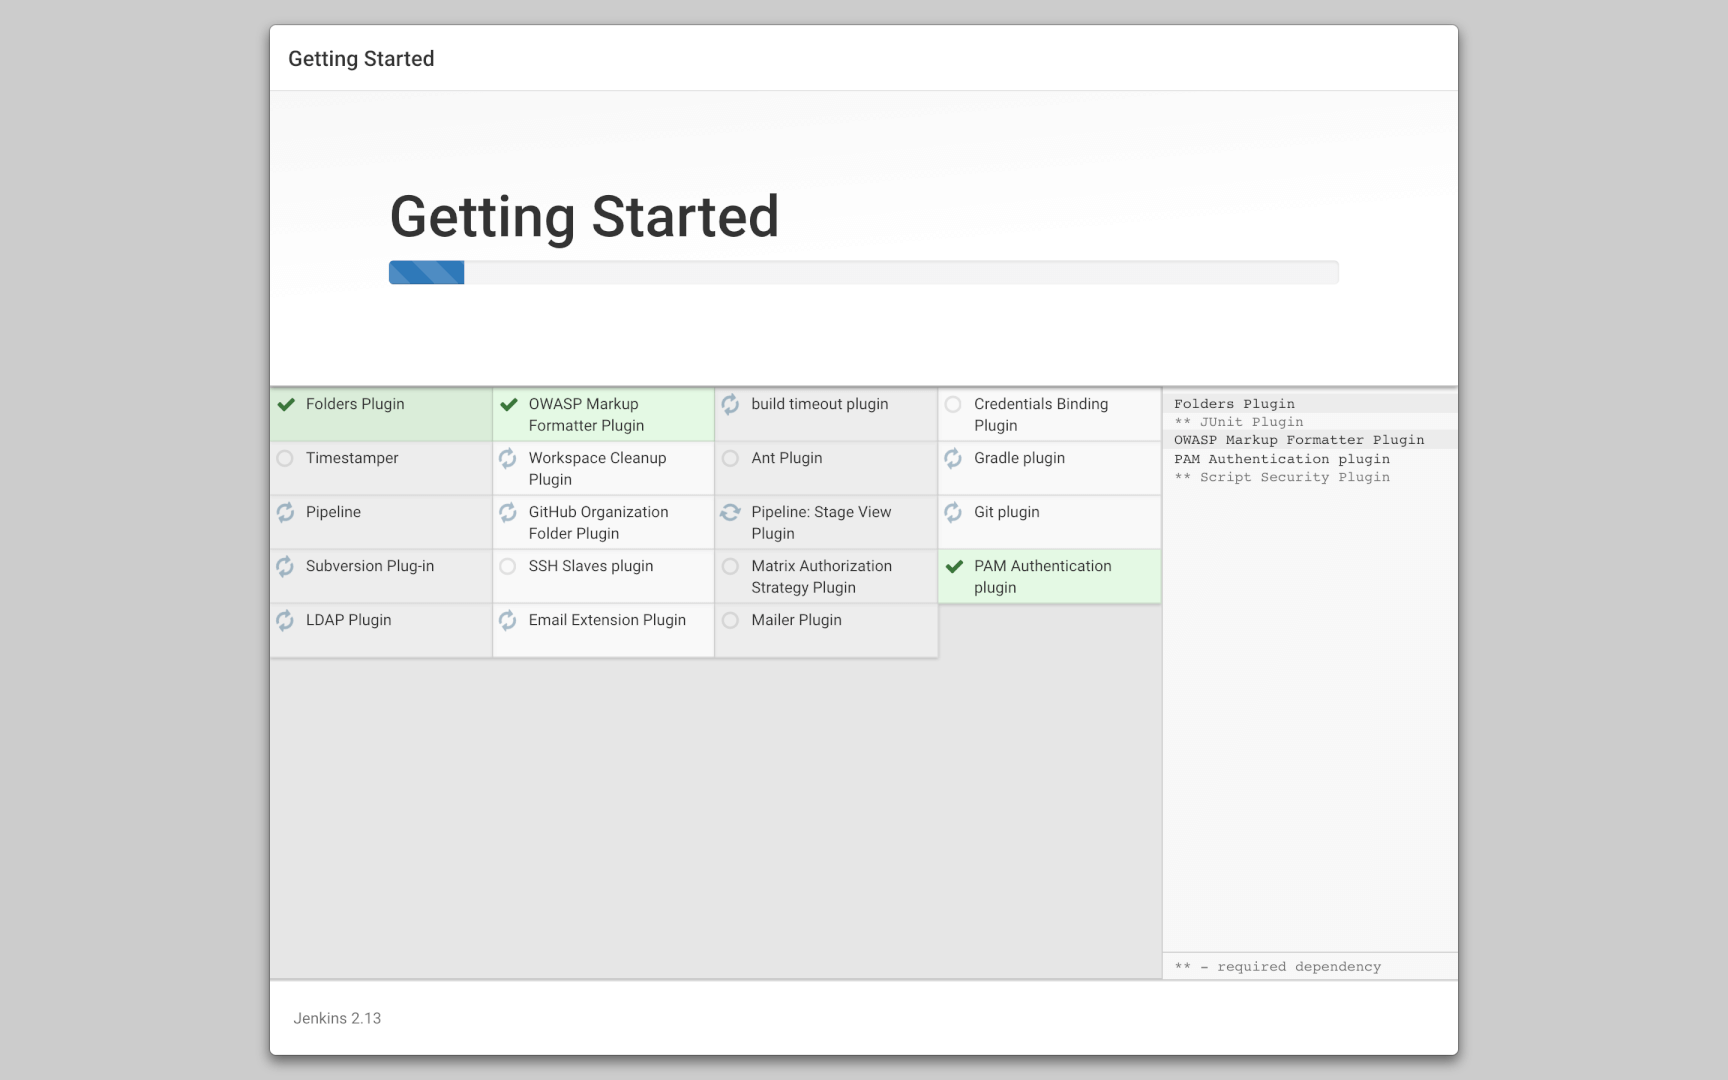 Getting Started
Getting Started
Folders Plugin
OWASP Markup
Formatter Plugin
build timeout plugin
Credentials Binding
Plugin
Timestamper
Workspace Cleanup
Plugin
Ant Plugin
Gradle plugin
Pipeline
GitHub Organization
Folder Plugin
Pipeline: Stage View
Plugin
Git plugin
Subversion Plug-in
SSH Slaves plugin
Matrix Authorization
Strategy Plugin
PAM Authentication
plugin
LDAP Plugin
Email Extension Plugin
Mailer Plugin
Folders Plugin
** JUnit Plugin
OWASP Markup Formatter Plugin
PAM Authentication plugin
** Script Security Plugin
** - required dependency
Jenkins 2.13